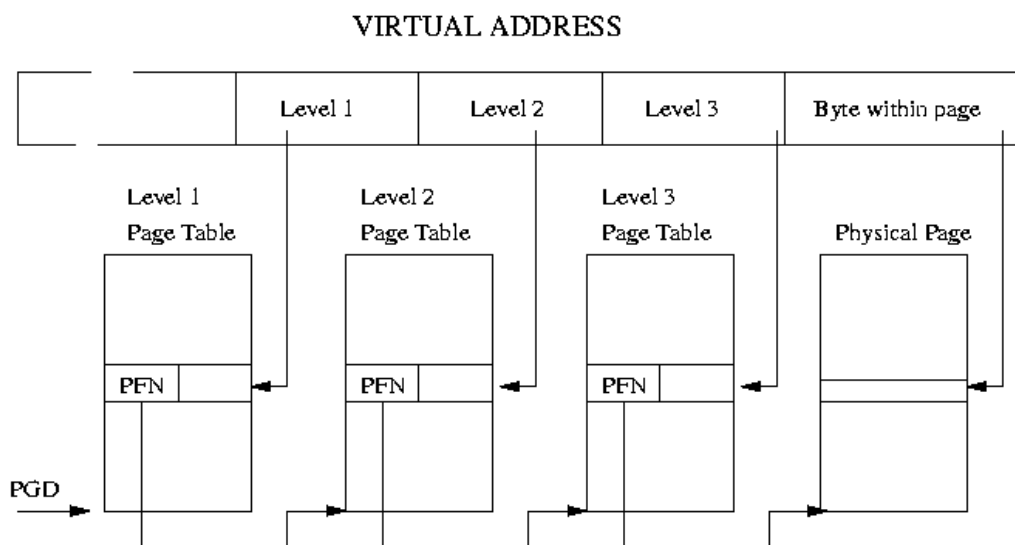 VIRTUAL ADDRESS
Level 1
Level 2
Level 3
Byte within page
Level 1
Page Table
Level 2
Page Table
Level 3
Page Table
Physical Page
PFN
PFN
PFN
PGD